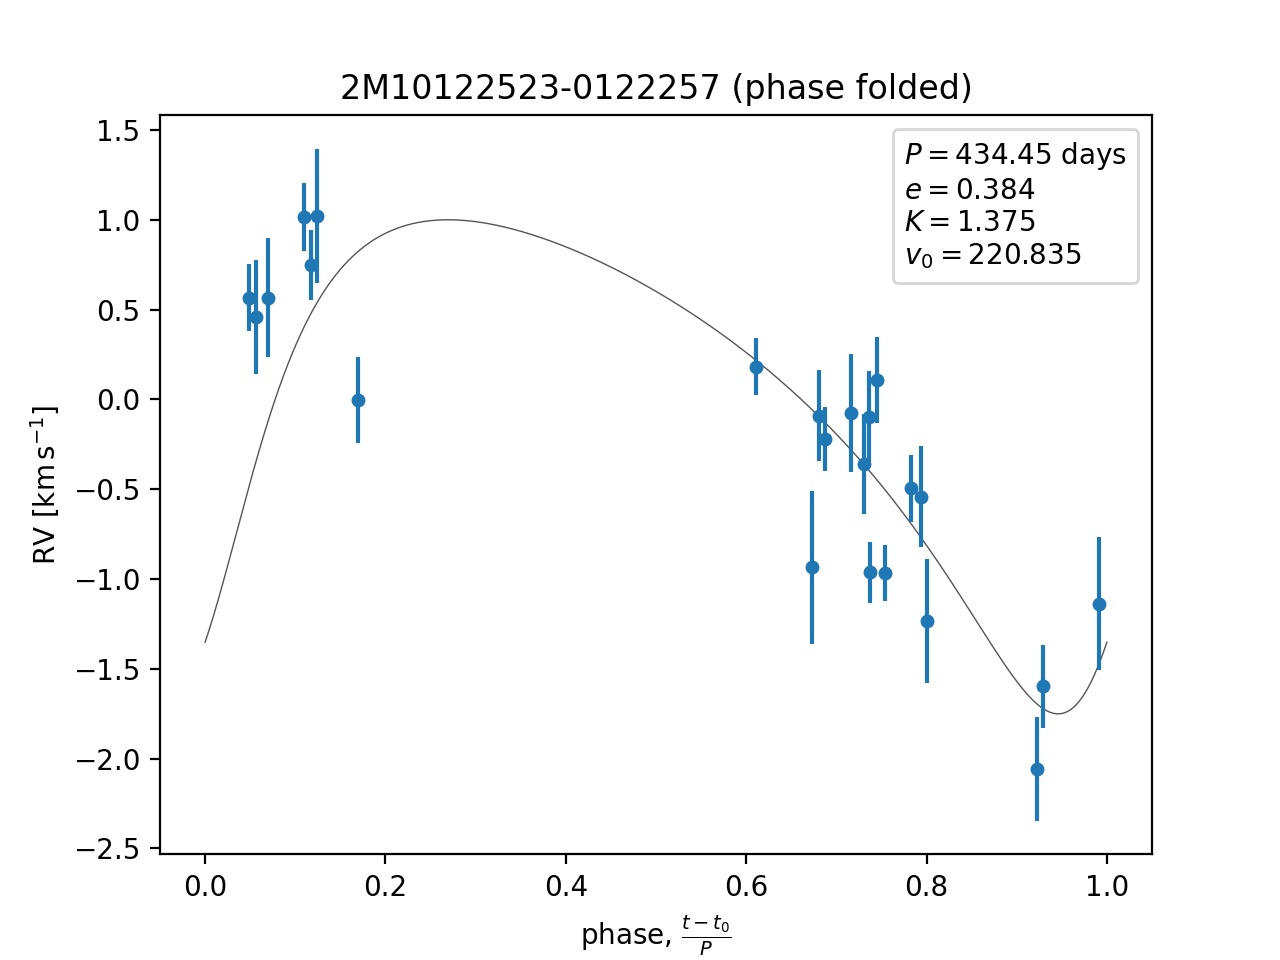 2M10122523-0122257 (phase folded)
P = 434.45 days
e = 0.384
K = 1.375
v₀ = 220.835
RV [km s⁻¹]
1.5
1.0
0.5
0.0
−0.5
−1.0
−1.5
−2.0
−2.5
0.0 0.2 0.4 0.6 0.8 1.0
phase, (t − t₀)/P